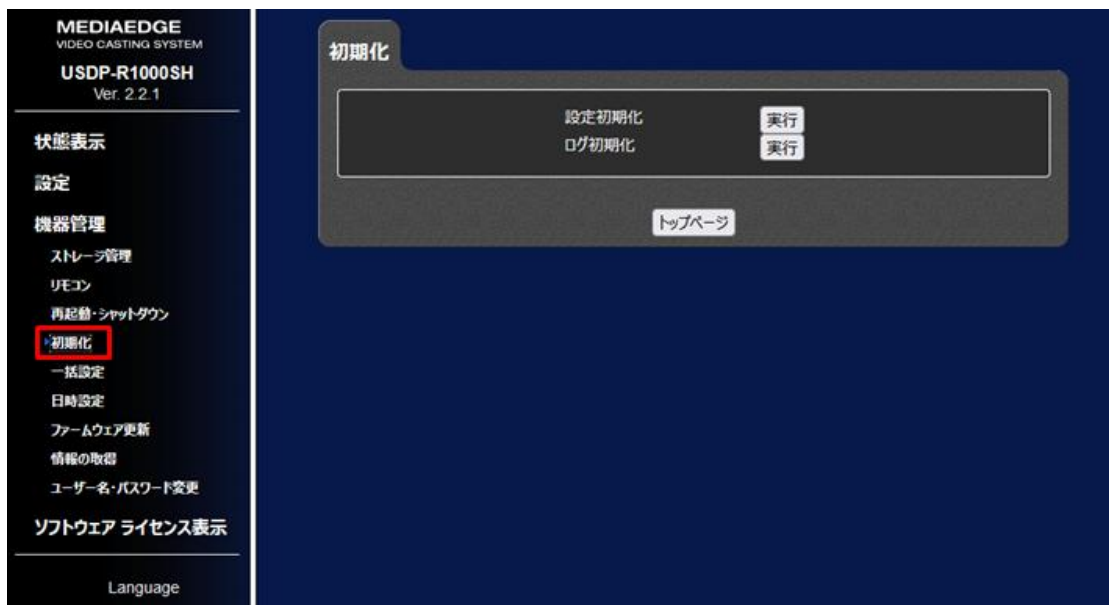 MEDIAEDGE
VIDEO CASTING SYSTEM
USDP-R1000SH
Ver. 2.2.1
状態表示
設定
機器管理
ストレージ管理
リモコン
再起動・シャットダウン
初期化
一括設定
日時設定
ファームウェア更新
情報の取得
ユーザー名・パスワード変更
ソフトウェア ライセンス表示
Language
初期化
設定初期化 実行
ログ初期化 実行
トップページ